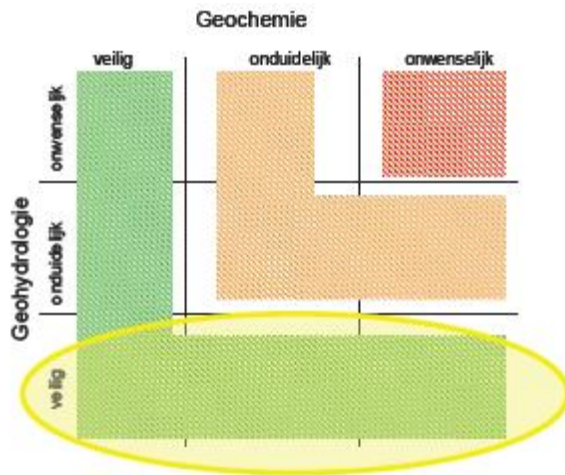 Geochemie
veilig onduidelijk onwenselijk
Geohydrologie
onwenselijk
onduidelijk
veilig